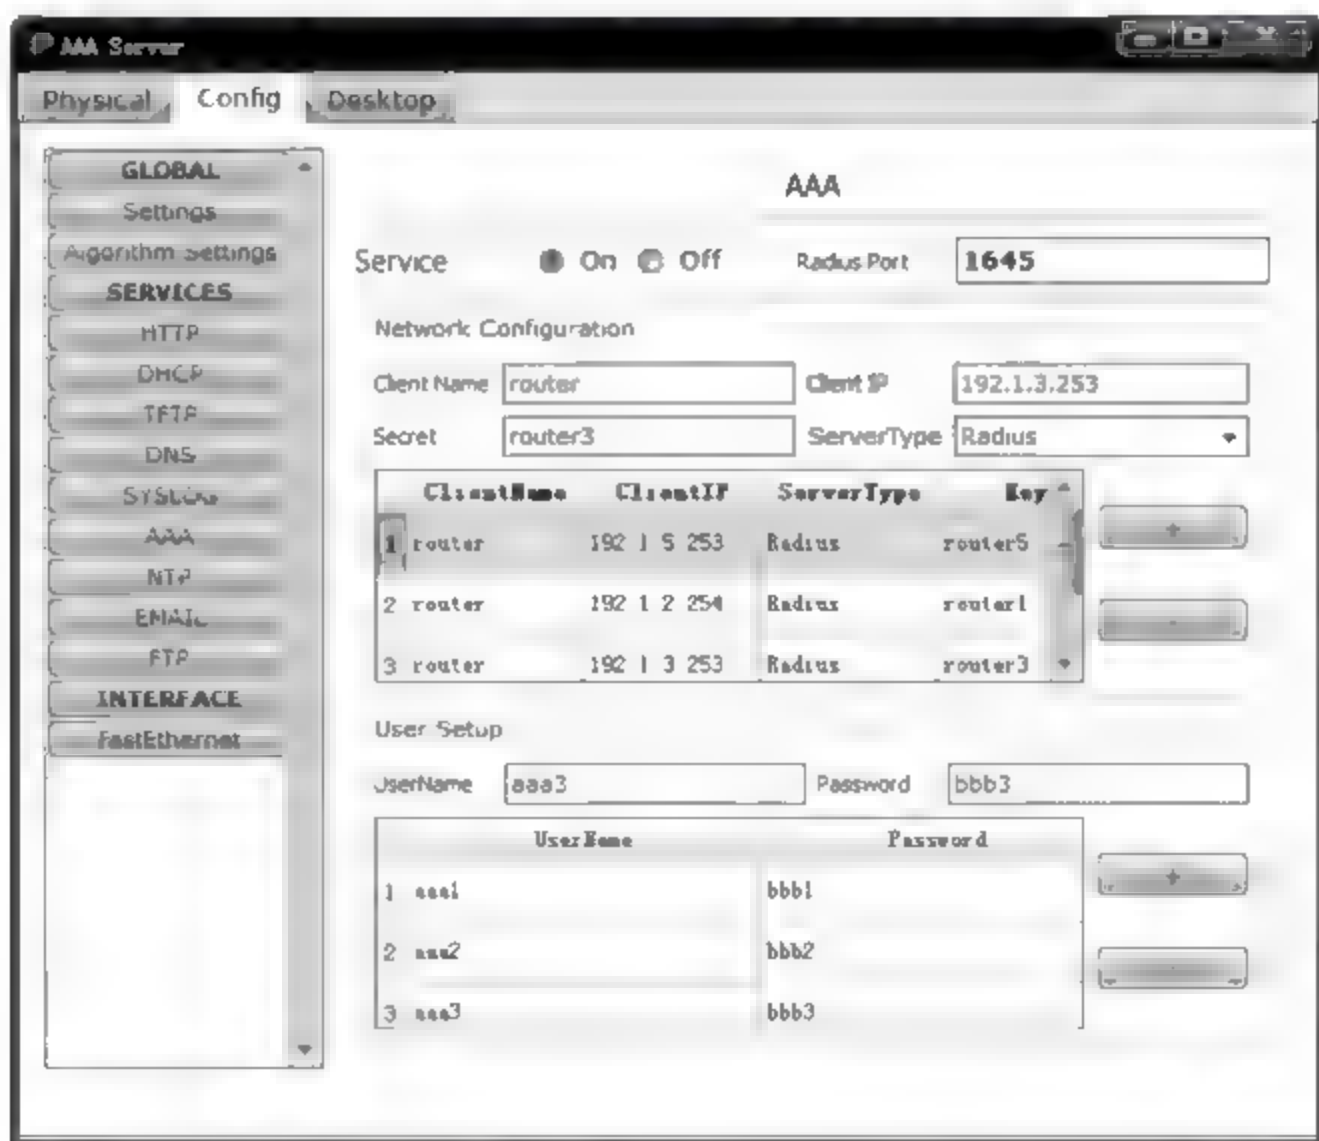 AAA Server
Physical Config Desktop
GLOBAL
Settings
Algorithm Settings
SERVICES
HTTP
DHCP
TFTP
DNS
SYSLOG
AAA
NTP
EMAIL
FTP
INTERFACE
FastEthernet
AAA
Service On Off Radius Port 1645
Network Configuration
Client Name router Client IP 192.1.3.253
Secret router3 ServerType Radius
ClientName ClientIP ServerType Key
1 router 192 1 5 253 Radius router5
2 router 192 1 2 254 Radius router1
3 router 192 1 3 253 Radius router3
+
-
User Setup
UserName aaa3 Password bbb3
UserName Password
1 aaa1 bbb1
2 aaa2 bbb2
3 aaa3 bbb3
+
-